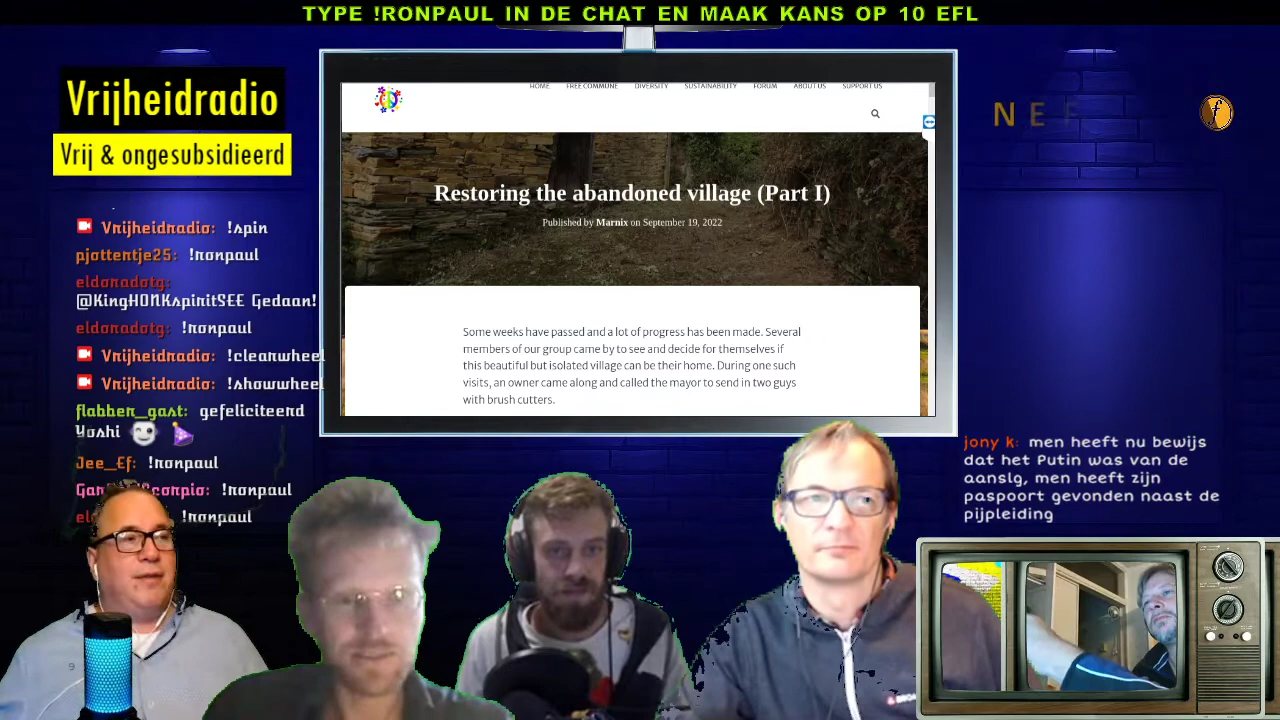 TYPE !RONPAUL IN DE CHAT EN MAAK KANS OP 10 EFL
Vrijheidradio
Vrij & ongesubsidieerd
HOME FREE COMMUNE DIVERSITY SUSTAINABILITY FORUM ABOUT US SUPPORT US
Restoring the abandoned village (Part I)
Published by Marnix on September 19, 2022
Some weeks have passed and a lot of progress has been made. Several
members of our group came by to see and decide for themselves if
this beautiful but isolated village can be their home. During one such
visits, an owner came along and called the mayor to send in two guys
with brush cutters.
N E F
Vrijheidradio: !spin
pjottertje25: !ronpaul
eldoradotg:
@KingHONKspiritSEE Gedaan!
eldoradotg: !ronpaul
Vrijheidradio: !clearwheel
Vrijheidradio: !showwheel
flabber_gast: gefeliciteerd
Yoshi
Jee_Ef: !ronpaul
!ronpaul
!ronpaul
jony k: men heeft nu bewijs
dat het Putin was van de
aanslg, men heeft zijn
paspoort gevonden naast de
pijpleiding